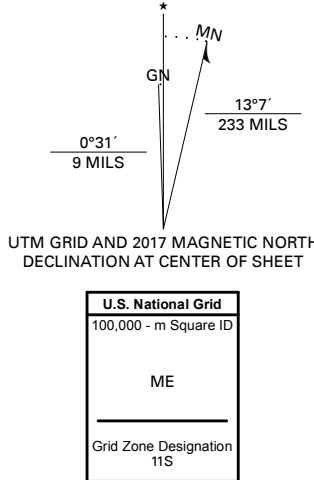 ★
MN
GN
0°31´
9 MILS
13°7´
233 MILS
UTM GRID AND 2017 MAGNETIC NORTH
DECLINATION AT CENTER OF SHEET
U.S. National Grid
100,000 - m Square ID
ME
Grid Zone Designation
11S